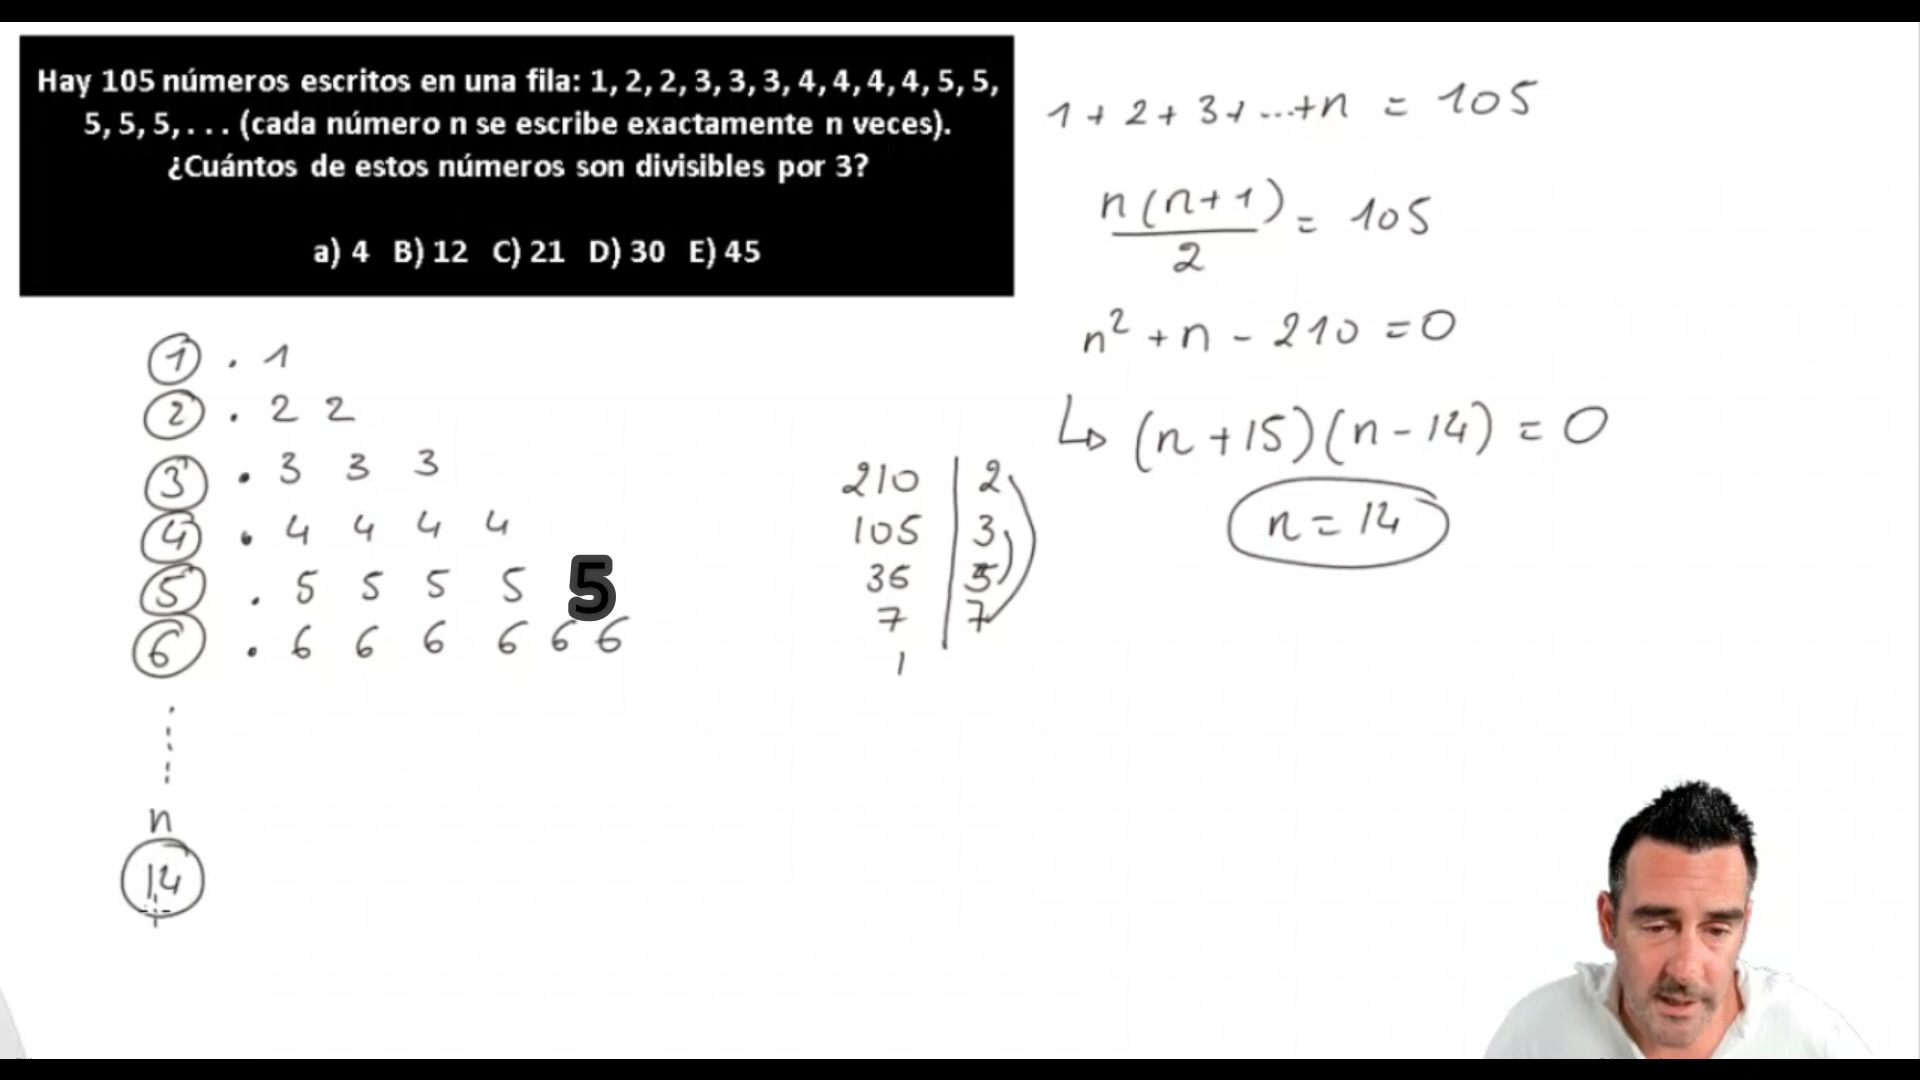 Hay 105 números escritos en una fila: 1, 2, 2, 3, 3, 3, 4, 4, 4, 4, 5, 5,
5, 5, 5, . . . (cada número n se escribe exactamente n veces).
¿Cuántos de estos números son divisibles por 3?
a) 4 B) 12 C) 21 D) 30 E) 45
1 . 1
2 . 2 2
3 . 3 3 3
4 . 4 4 4 4
5 . 5 5 5 5 5
6 . 6 6 6 6 6 6
n
14
210 | 2
105 | 3
35 | 5
7 | 7
1
1 + 2 + 3 + ... + n = 105
n(n+1)/2 = 105
n² + n - 210 = 0
↳ (n + 15)(n - 14) = 0
n = 14